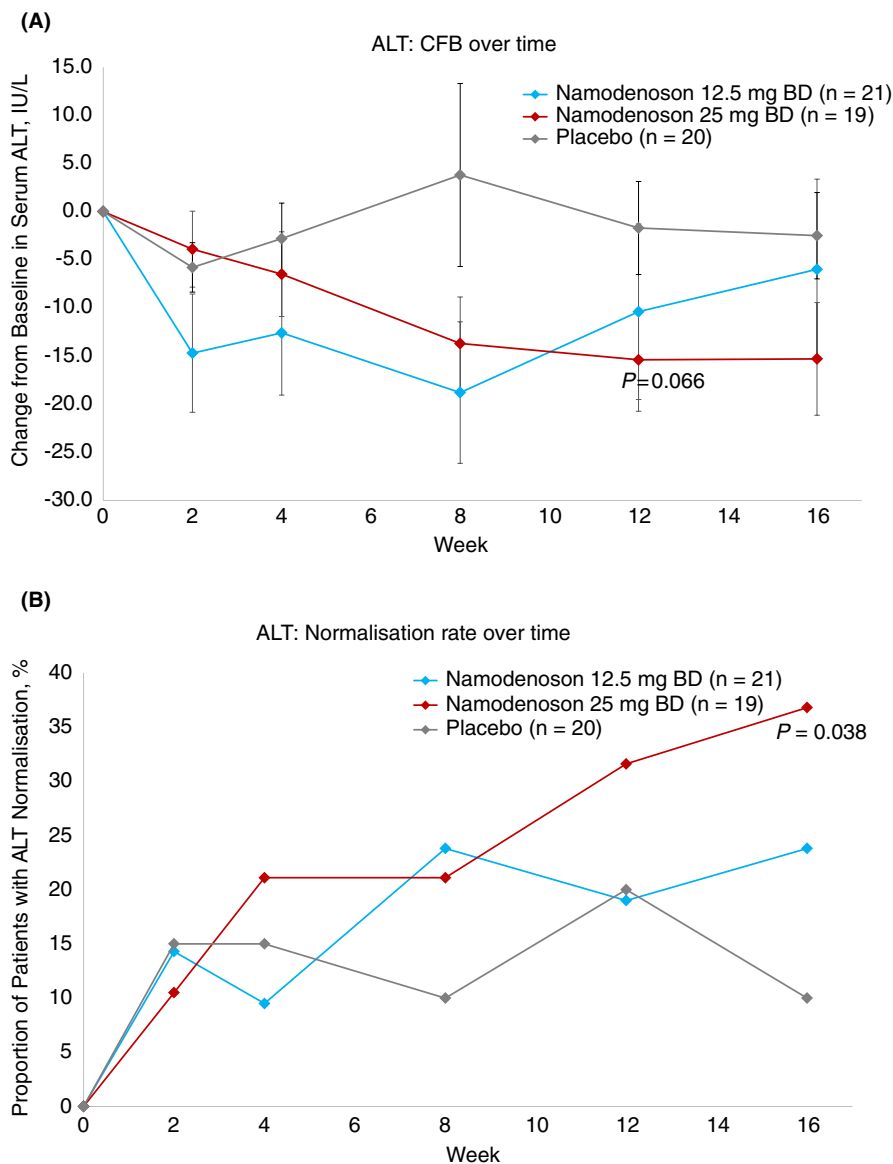 (A)
ALT: CFB over time
Change from Baseline in Serum ALT, IU/L
15.0
10.0
5.0
0.0
-5.0
-10.0
-15.0
-20.0
-25.0
-30.0
Namodenoson 12.5 mg BD (n = 21)
Namodenoson 25 mg BD (n = 19)
Placebo (n = 20)
P=0.066
0 2 4 6 8 10 12 14 16
Week
(B)
ALT: Normalisation rate over time
Proportion of Patients with ALT Normalisation, %
40
35
30
25
20
15
10
5
0
Namodenoson 12.5 mg BD (n = 21)
Namodenoson 25 mg BD (n = 19)
Placebo (n = 20)
P = 0.038
0 2 4 6 8 10 12 14 16
Week